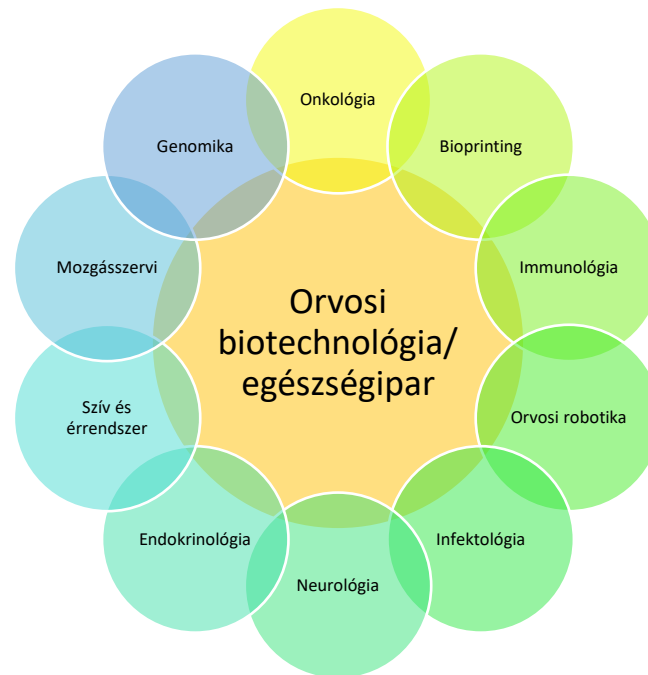 Onkológia
Bioprinting
Immunológia
Orvosi robotika
Infektológia
Neurológia
Endokrinológia
Szív és
érrendszer
Mozgásszervi
Genomika
Orvosi
biotechnológia/
egészségipar